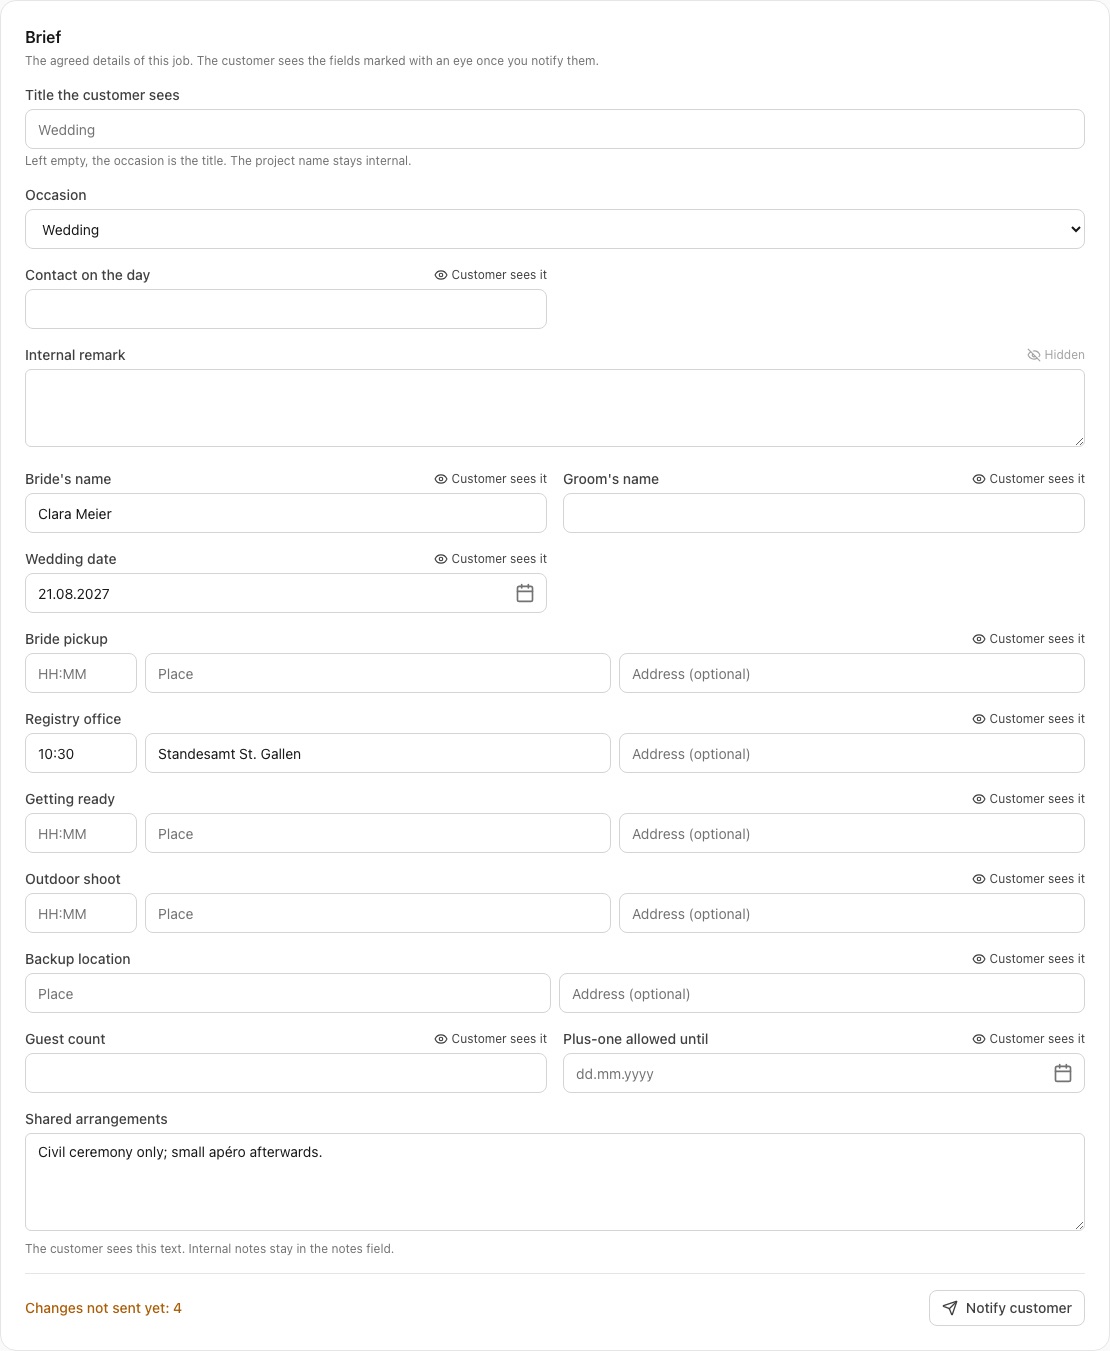 Brief
The agreed details of this job. The customer sees the fields marked with an eye once you notify them.
Title the customer sees
Wedding
Left empty, the occasion is the title. The project name stays internal.
Occasion
Wedding
Contact on the day
Customer sees it
Internal remark
Hidden
Bride's name
Customer sees it
Groom's name
Customer sees it
Clara Meier
Wedding date
Customer sees it
21.08.2027
Bride pickup
Customer sees it
HH:MM
Place
Address (optional)
Registry office
Customer sees it
10:30
Standesamt St. Gallen
Address (optional)
Getting ready
Customer sees it
HH:MM
Place
Address (optional)
Outdoor shoot
Customer sees it
HH:MM
Place
Address (optional)
Backup location
Customer sees it
Place
Address (optional)
Guest count
Customer sees it
Plus-one allowed until
Customer sees it
dd.mm.yyyy
Shared arrangements
Civil ceremony only; small apéro afterwards.
The customer sees this text. Internal notes stay in the notes field.
Changes not sent yet: 4
Notify customer